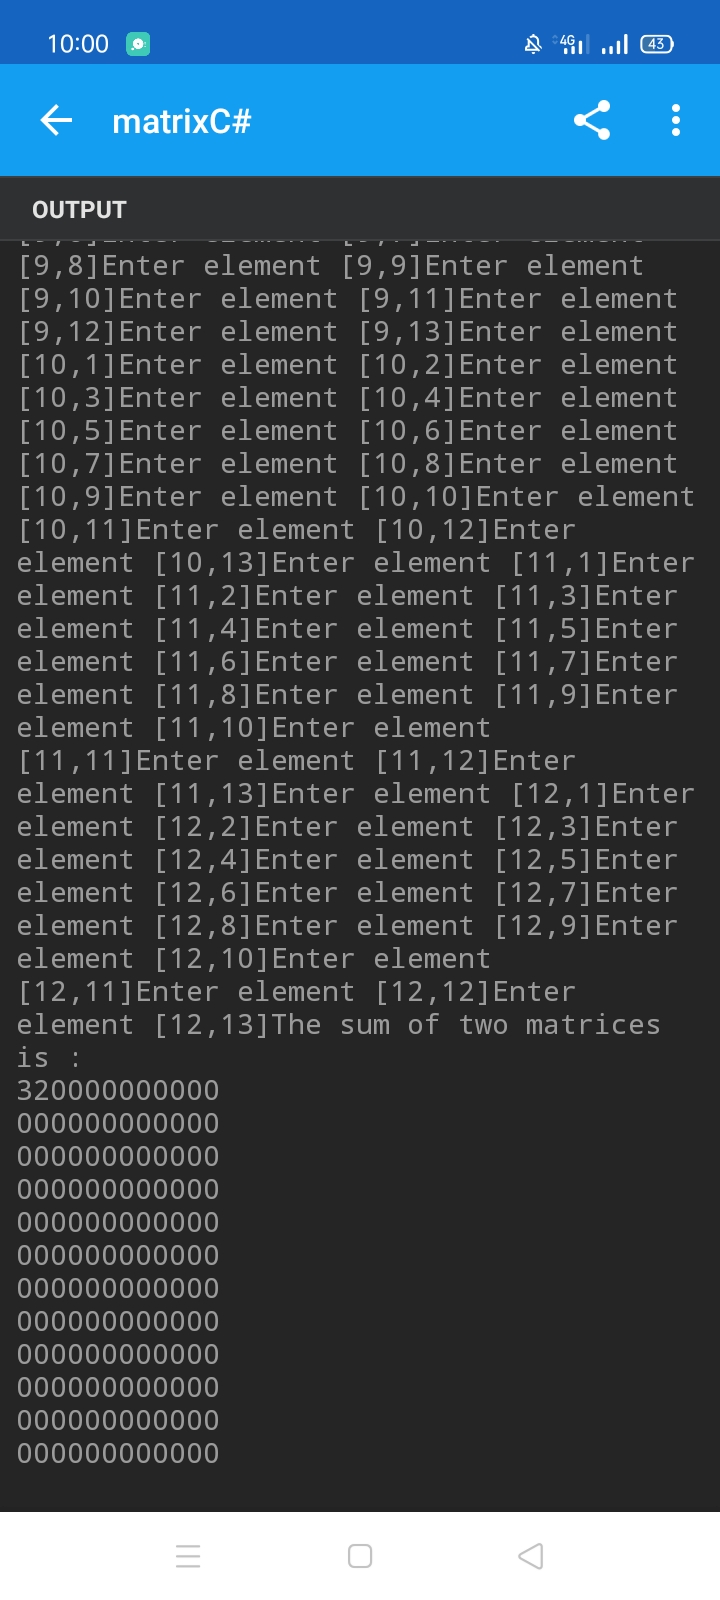 10:00
4G
43
matrixC#
OUTPUT
[9,8]Enter element [9,9]Enter element
[9,10]Enter element [9,11]Enter element
[9,12]Enter element [9,13]Enter element
[10,1]Enter element [10,2]Enter element
[10,3]Enter element [10,4]Enter element
[10,5]Enter element [10,6]Enter element
[10,7]Enter element [10,8]Enter element
[10,9]Enter element [10,10]Enter element
[10,11]Enter element [10,12]Enter
element [10,13]Enter element [11,1]Enter
element [11,2]Enter element [11,3]Enter
element [11,4]Enter element [11,5]Enter
element [11,6]Enter element [11,7]Enter
element [11,8]Enter element [11,9]Enter
element [11,10]Enter element
[11,11]Enter element [11,12]Enter
element [11,13]Enter element [12,1]Enter
element [12,2]Enter element [12,3]Enter
element [12,4]Enter element [12,5]Enter
element [12,6]Enter element [12,7]Enter
element [12,8]Enter element [12,9]Enter
element [12,10]Enter element
[12,11]Enter element [12,12]Enter
element [12,13]The sum of two matrices
is :
320000000000
000000000000
000000000000
000000000000
000000000000
000000000000
000000000000
000000000000
000000000000
000000000000
000000000000
000000000000